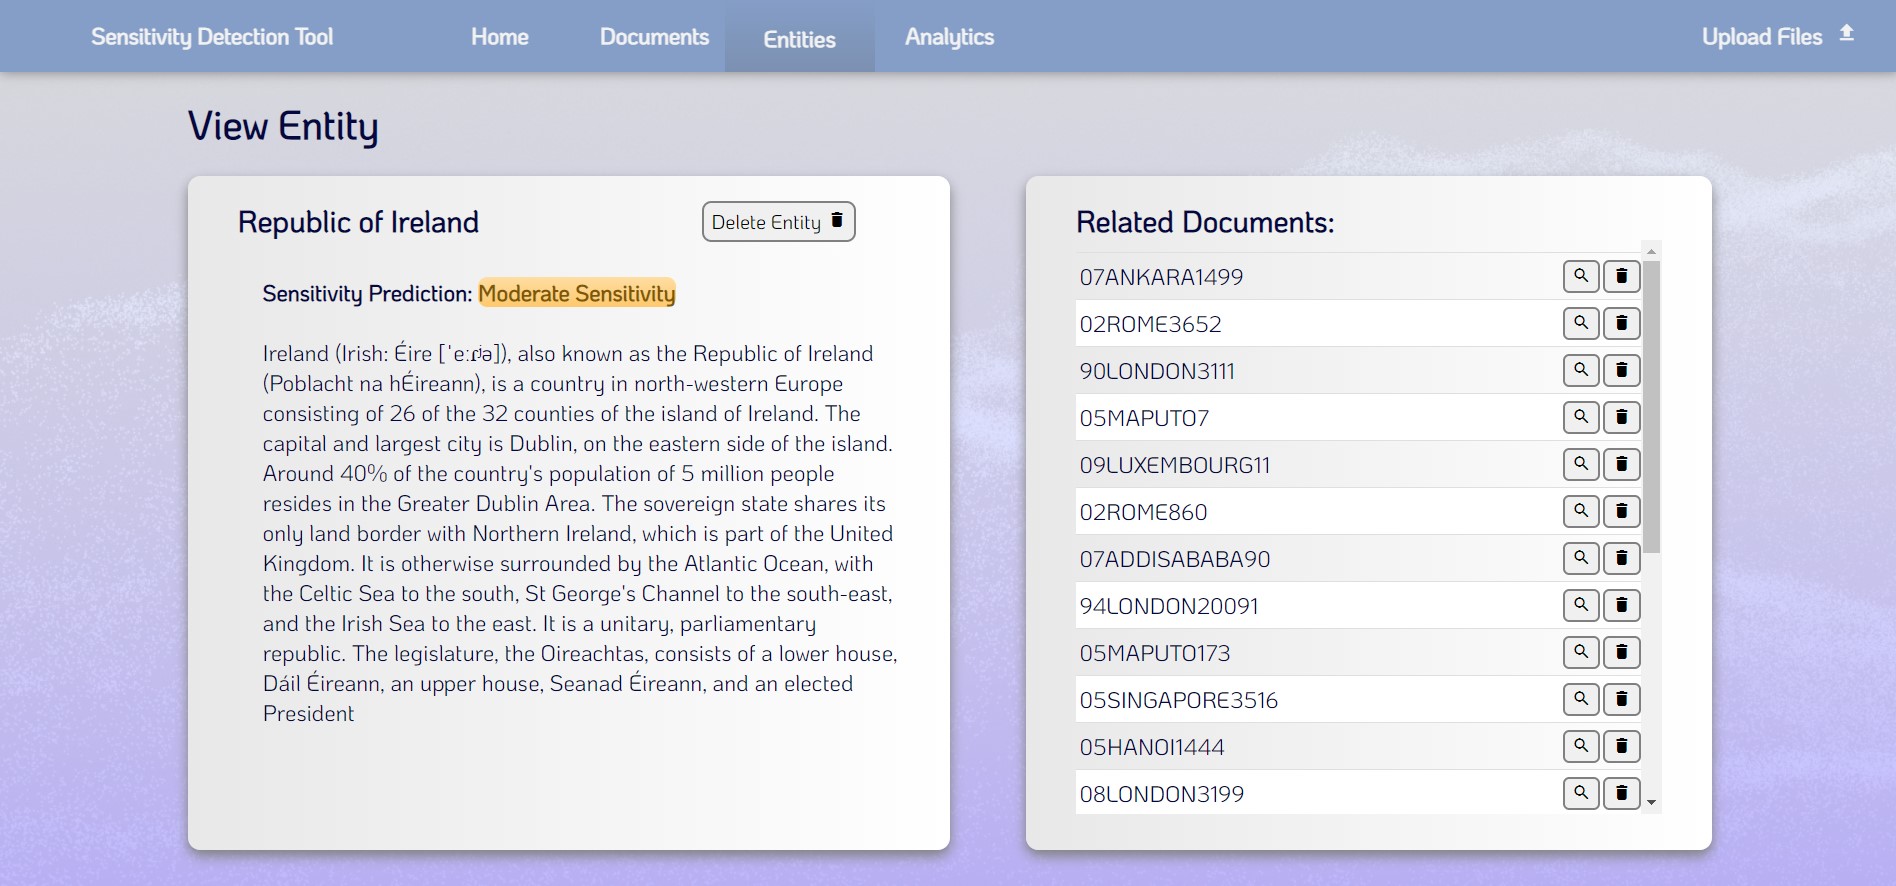 Sensitivity Detection Tool
Home
Documents
Entities
Analytics
Upload Files
View Entity
Republic of Ireland
Delete Entity
Sensitivity Prediction: Moderate Sensitivity
Ireland (Irish: Éire [ˈeːɾʲə]), also known as the Republic of Ireland
(Poblacht na hÉireann), is a country in north-western Europe
consisting of 26 of the 32 counties of the island of Ireland. The
capital and largest city is Dublin, on the eastern side of the island.
Around 40% of the country's population of 5 million people
resides in the Greater Dublin Area. The sovereign state shares its
only land border with Northern Ireland, which is part of the United
Kingdom. It is otherwise surrounded by the Atlantic Ocean, with
the Celtic Sea to the south, St George's Channel to the south-east,
and the Irish Sea to the east. It is a unitary, parliamentary
republic. The legislature, the Oireachtas, consists of a lower house,
Dáil Éireann, an upper house, Seanad Éireann, and an elected
President
Related Documents:
07ANKARA1499
02ROME3652
90LONDON3111
05MAPUTO7
09LUXEMBOURG11
02ROME860
07ADDISABABA90
94LONDON20091
05MAPUTO173
05SINGAPORE3516
05HANOI1444
08LONDON3199